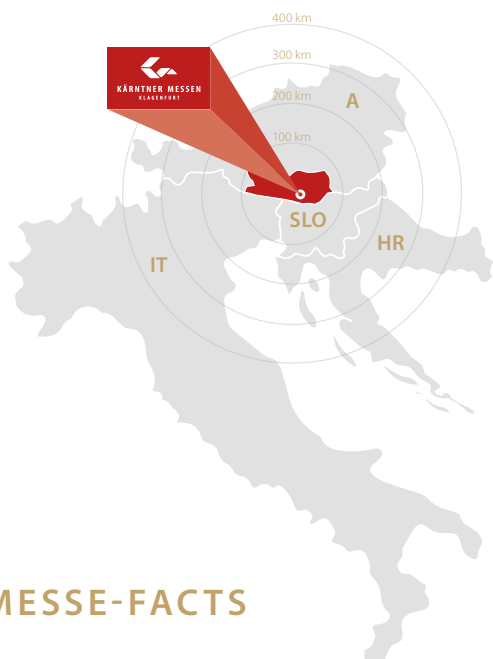 400 km
300 km
200 km
100 km
KÄRNTNER MESSEN
KLAGENFURT
A
SLO
HR
IT
MESSE-FACTS